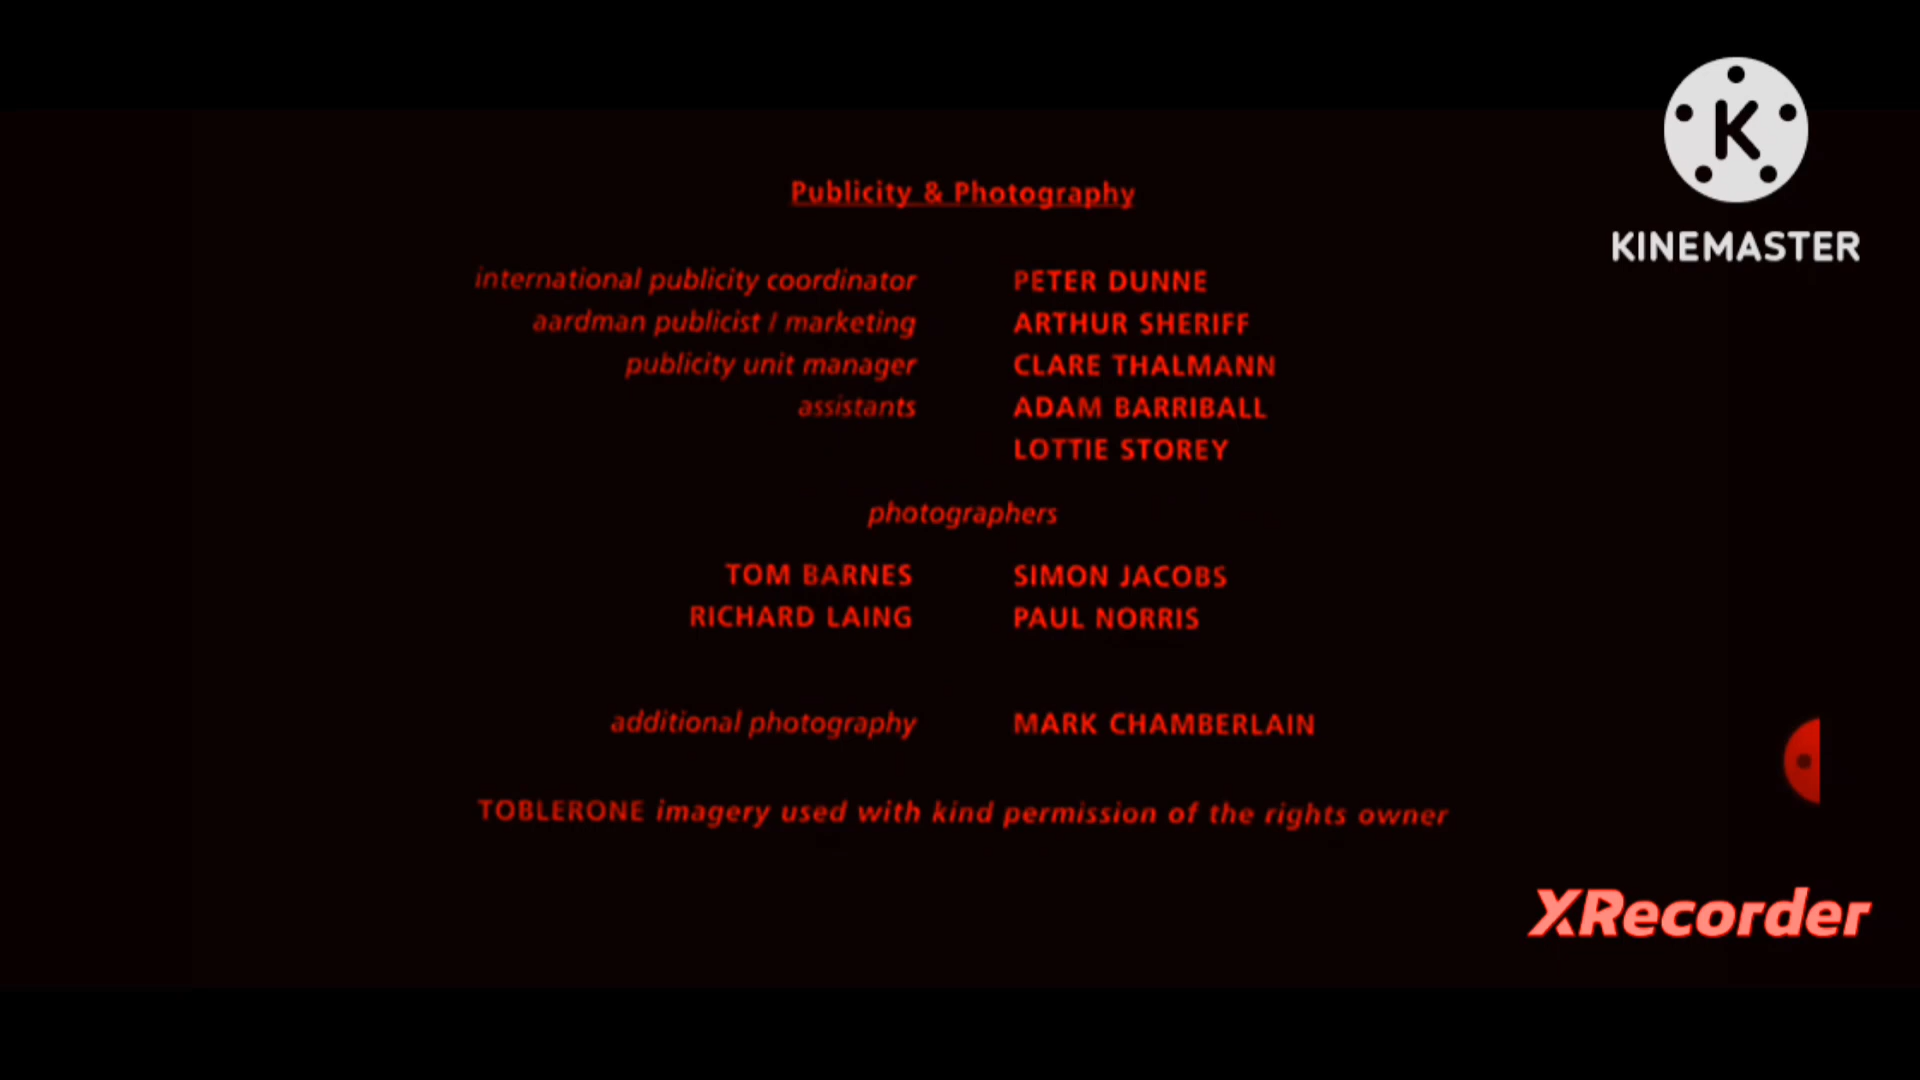 Publicity & Photography
international publicity coordinator PETER DUNNE
aardman publicist / marketing ARTHUR SHERIFF
publicity unit manager CLARE THALMANN
assistants ADAM BARRIBALL
LOTTIE STOREY
photographers
TOM BARNES SIMON JACOBS
RICHARD LAING PAUL NORRIS
additional photography MARK CHAMBERLAIN
TOBLERONE imagery used with kind permission of the rights owner
K
KINEMASTER
XRecorder